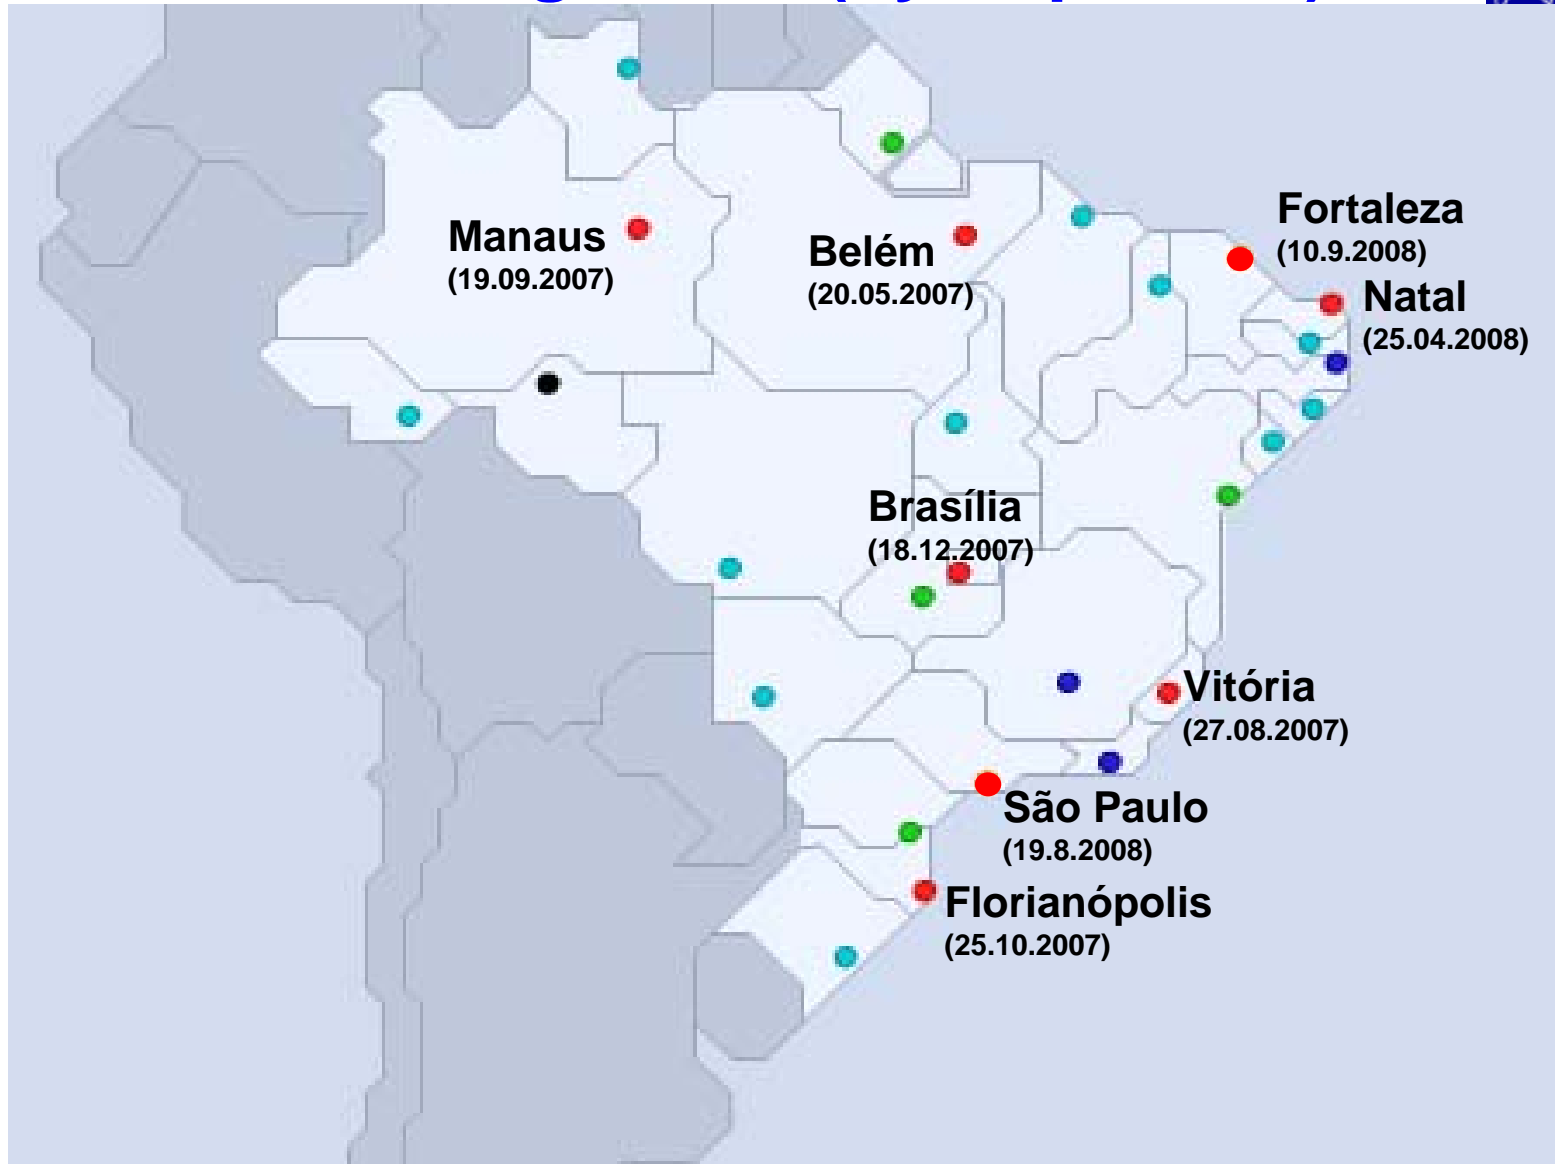 Manaus
(19.09.2007)
Belém
(20.05.2007)
Fortaleza
(10.9.2008)
Natal
(25.04.2008)
Brasília
(18.12.2007)
Vitória
(27.08.2007)
São Paulo
(19.8.2008)
Florianópolis
(25.10.2007)